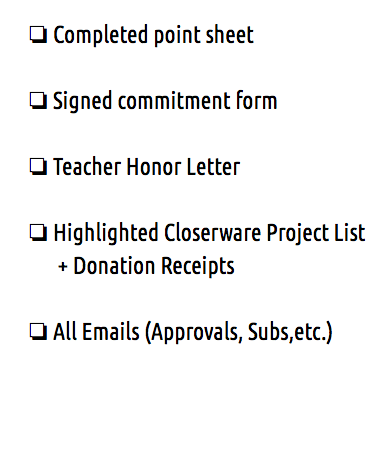 ❏ Completed point sheet
❏ Signed commitment form
❏ Teacher Honor Letter
❏ Highlighted Closerware Project List
+ Donation Receipts
❏ All Emails (Approvals, Subs,etc.)